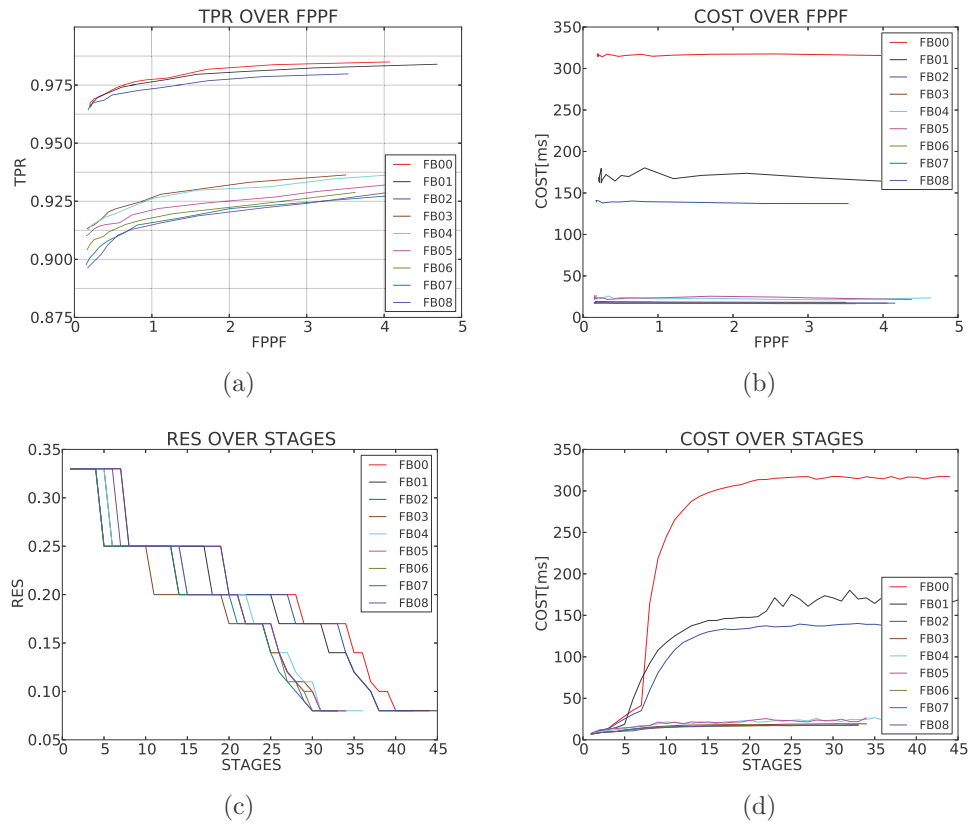 TPR OVER FPPF
TPR
0.975
0.950
0.925
0.900
0.875
0 1 2 3 4 5
FPPF
FB00
FB01
FB02
FB03
FB04
FB05
FB06
FB07
FB08
(a)
COST OVER FPPF
COST[ms]
350
300
250
200
150
100
50
0
0 1 2 3 4 5
FPPF
FB00
FB01
FB02
FB03
FB04
FB05
FB06
FB07
FB08
(b)
RES OVER STAGES
RES
0.35
0.30
0.25
0.20
0.15
0.10
0.05
0 5 10 15 20 25 30 35 40 45
STAGES
FB00
FB01
FB02
FB03
FB04
FB05
FB06
FB07
FB08
(c)
COST OVER STAGES
COST[ms]
350
300
250
200
150
100
50
0
0 5 10 15 20 25 30 35 40 45
STAGES
FB00
FB01
FB02
FB03
FB04
FB05
FB06
FB07
FB08
(d)